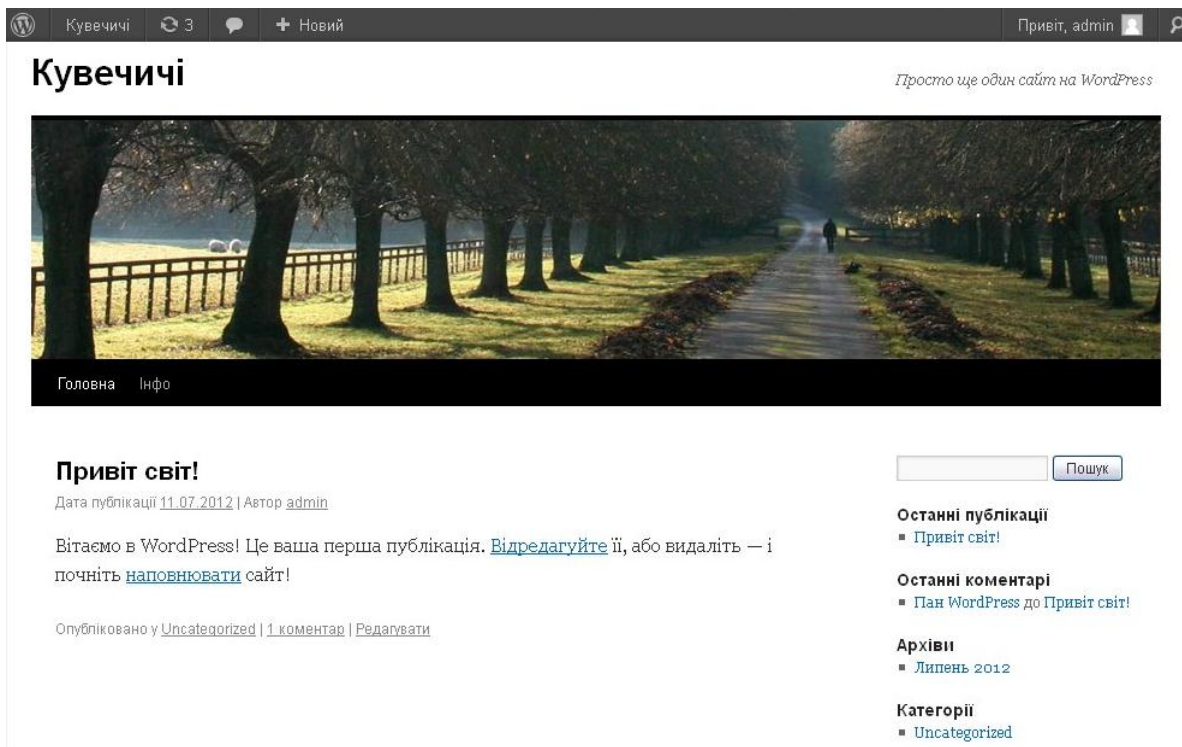 Кувечичі 3 Новий Привіт, admin
Кувечичі
Просто ще один сайт на WordPress
Головна Інфо
Привіт світ!
Дата публікації 11.07.2012 | Автор admin
Вітаємо в WordPress! Це ваша перша публікація. Відредагуйте її, або видаліть — і
почніть наповнювати сайт!
Опубліковано у Uncategorized | 1 коментар | Редагувати
Пошук
Останні публікації
Привіт світ!
Останні коментарі
Пан WordPress до Привіт світ!
Архіви
Липень 2012
Категорії
Uncategorized